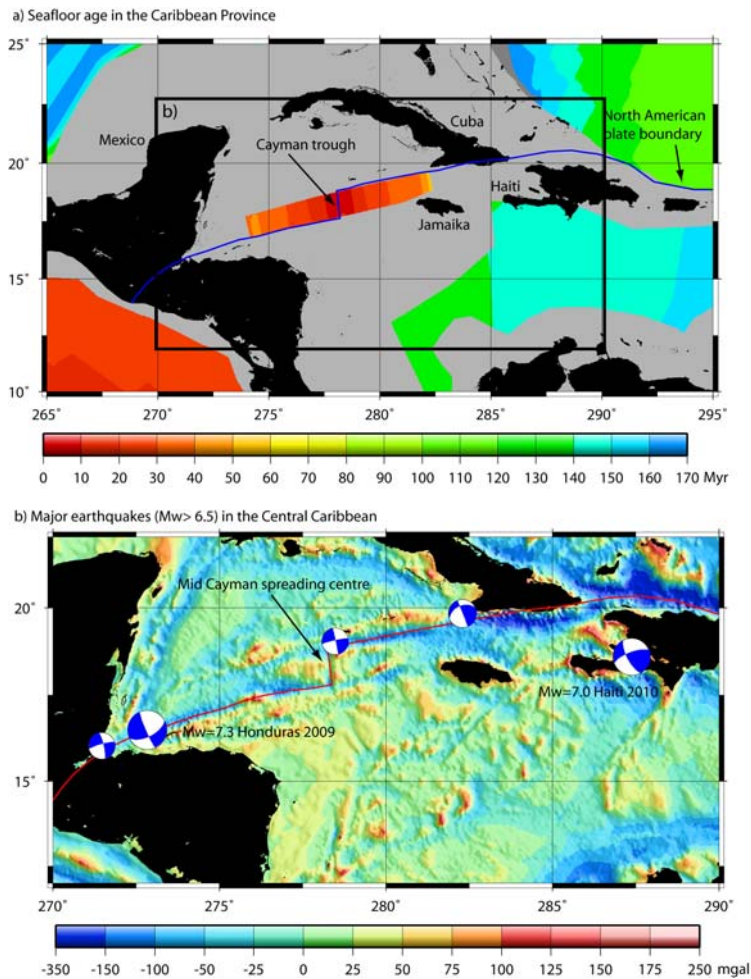 a) Seafloor age in the Caribbean Province
25°
20°
15°
10°
b)
Mexico
Cuba
Cayman trough
North American
plate boundary
Haiti
Jamaika
265° 270° 275° 280° 285° 290° 295°
0 10 20 30 40 50 60 70 80 90 100 110 120 130 140 150 160 170 Myr
b) Major earthquakes (Mw> 6.5) in the Central Caribbean
Mid Cayman spreading centre
20°
Mw=7.0 Haiti 2010
Mw=7.3 Honduras 2009
15°
270° 275° 280° 285° 290°
-350 -150 -100 -50 -25 0 25 50 75 100 125 150 175 200 250 mgal